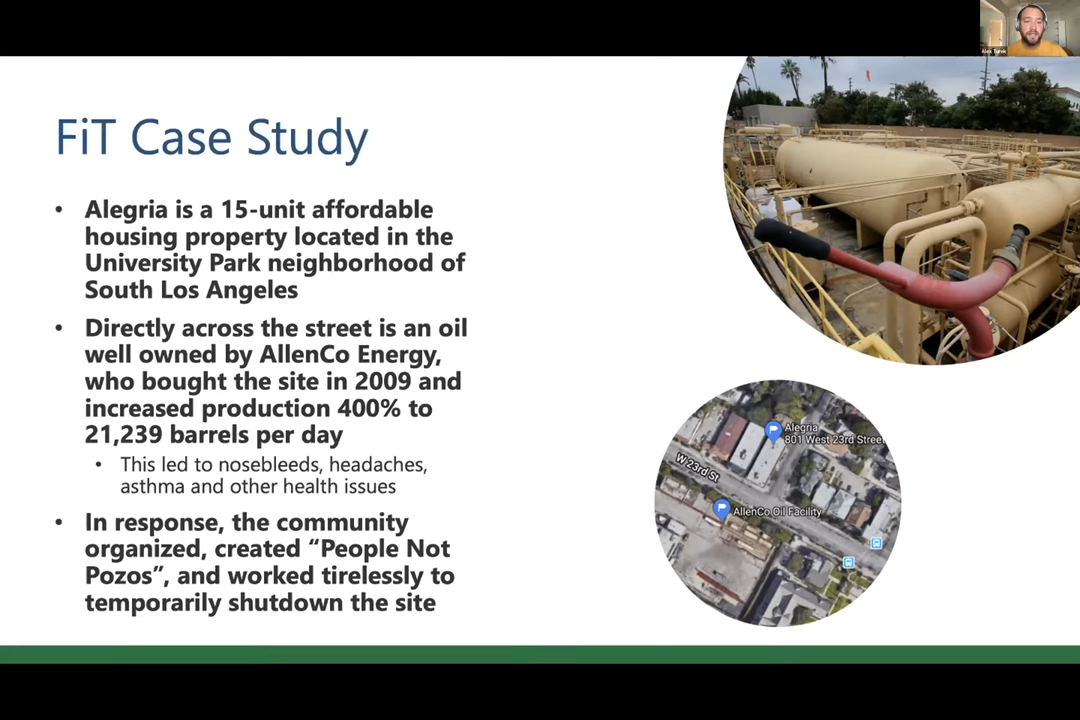 Alex Turek
FiT Case Study
• Alegria is a 15-unit affordable
housing property located in the
University Park neighborhood of
South Los Angeles
• Directly across the street is an oil
well owned by AllenCo Energy,
who bought the site in 2009 and
increased production 400% to
21,239 barrels per day
• This led to nosebleeds, headaches,
asthma and other health issues
• In response, the community
organized, created “People Not
Pozos”, and worked tirelessly to
temporarily shutdown the site
Alegria
801 West 23rd Street
W 23rd St
AllenCo Oil Facility